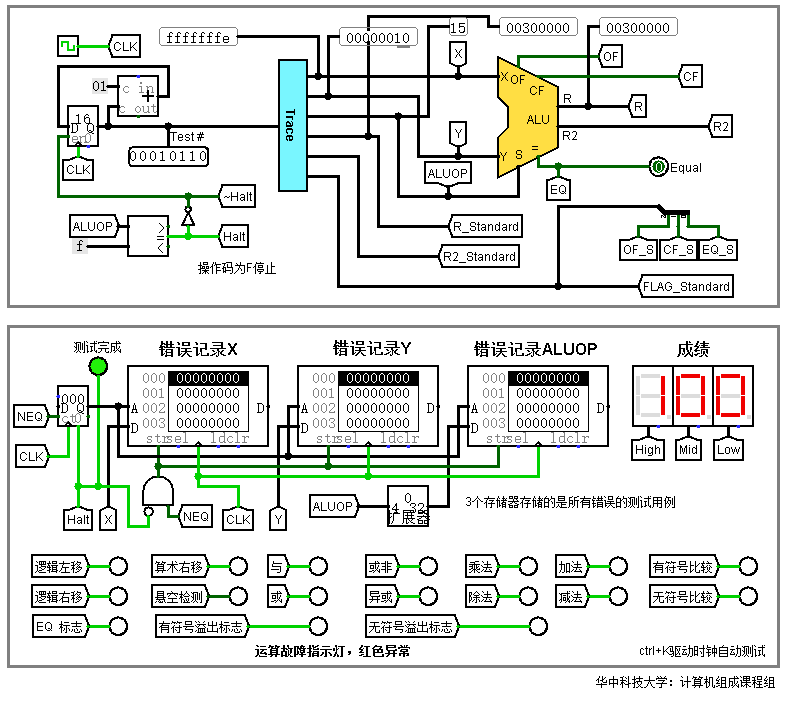 fffffffe
00000010
15
00300000
00300000
CLK
X
OF
CF
01
c in
+
c out
X OF
CF
R
R
16
D Q
en0
Test#
00010110
Trace
ALU
R2
R2
CLK
Y
Y S =
ALUOP
EQ
0 Equal
~Halt
ALUOP
f
>
=
<
Halt
操作码为F停止
R_Standard
R2_Standard
OF_S
CF_S
EQ_S
FLAG_Standard
测试完成
错误记录X
错误记录Y
错误记录ALUOP
成绩
000 00000000
001 00000000
002 00000000
003 00000000
A
D
D
str sel ld clr
000 00000000
001 00000000
002 00000000
003 00000000
A
D
D
str sel ld clr
000 00000000
001 00000000
002 00000000
003 00000000
A
D
D
str sel ld clr
100
High
Mid
Low
NEQ
000
D Q
ct0
CLK
Halt
X
NEQ
CLK
Y
ALUOP
0
4 32
扩展器
3个存储器存储的是所有错误的测试用例
逻辑左移
算术右移
与
或非
乘法
加法
有符号比较
逻辑右移
悬空检测
或
异或
除法
减法
无符号比较
EQ 标志
有符号溢出标志
无符号溢出标志
运算故障指示灯，红色异常
ctrl+K驱动时钟自动测试
华中科技大学：计算机组成课程组